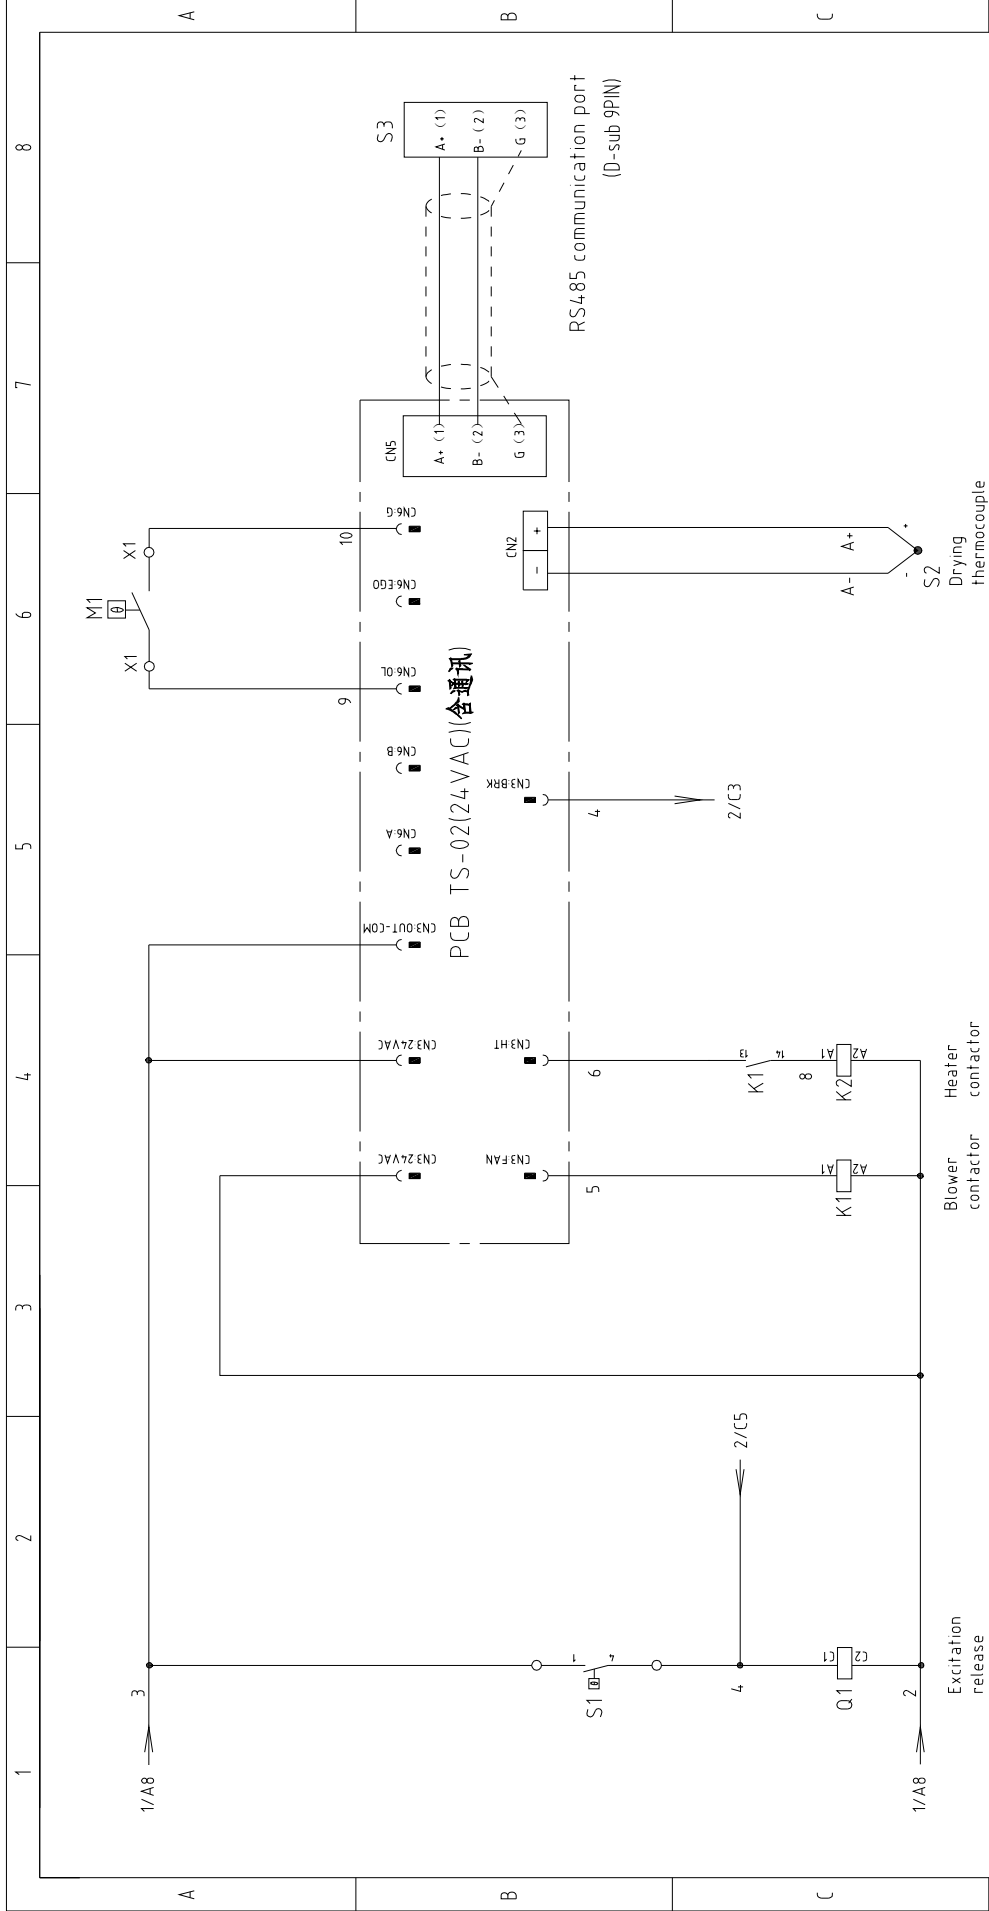 1
2
3
4
5
6
7
8
A
A
M1
θ
X1
X1
1/A8
3
9
10
CN3:24VAC
CN3:24VAC
CN3:OUT-COM
CN6:A
CN6:B
CN6:OL
CN6:EGO
CN6:G
CN5
A+ (1)
B- (2)
G (3)
S3
A+ (1)
B- (2)
G (3)
B
B
PCB TS-02(24VAC)(含通讯)
CN3:FAN
CN3:HT
CN3:BRK
CN2
- +
RS485 communication port
(D-sub 9PIN)
5
6
4
S1
θ
1
4
2/C5
2/C3
4
K1
13
14
8
Q1
C1
C2
K1
A1
A2
K2
A1
A2
A-
A+
-
+
S2
Drying
thermocouple
C
C
1/A8
2
Excitation
release
Blower
contactor
Heater
contactor